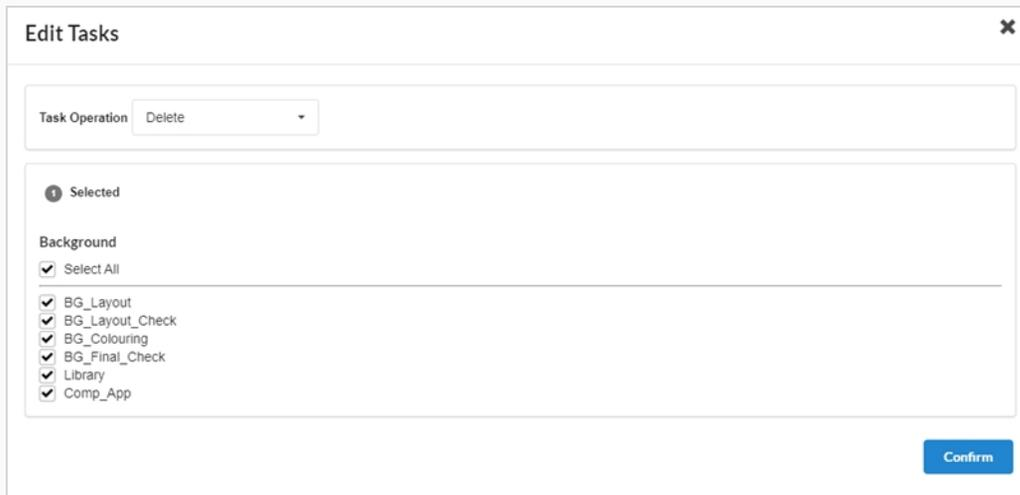 Edit Tasks
Task Operation Delete
1 Selected
Background
Select All
BG_Layout
BG_Layout_Check
BG_Colouring
BG_Final_Check
Library
Comp_App
Confirm